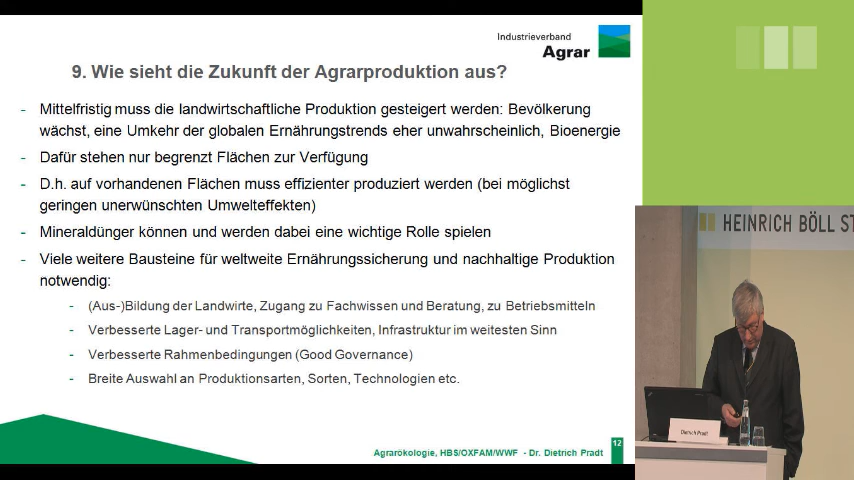 Industrieverband
Agrar
9. Wie sieht die Zukunft der Agrarproduktion aus?
- Mittelfristig muss die landwirtschaftliche Produktion gesteigert werden: Bevölkerung
wächst, eine Umkehr der globalen Ernährungstrends eher unwahrscheinlich, Bioenergie
- Dafür stehen nur begrenzt Flächen zur Verfügung
- D.h. auf vorhandenen Flächen muss effizienter produziert werden (bei möglichst
geringen unerwünschten Umwelteffekten)
- Mineraldünger können und werden dabei eine wichtige Rolle spielen
- Viele weitere Bausteine für weltweite Ernährungssicherung und nachhaltige Produktion
notwendig:
- (Aus-)Bildung der Landwirte, Zugang zu Fachwissen und Beratung, zu Betriebsmitteln
- Verbesserte Lager- und Transportmöglichkeiten, Infrastruktur im weitesten Sinn
- Verbesserte Rahmenbedingungen (Good Governance)
- Breite Auswahl an Produktionsarten, Sorten, Technologien etc.
Agrarökologie, HBS/OXFAM/WWF - Dr. Dietrich Pradt
12
HEINRICH BÖLL ST
Dietrich Pradt